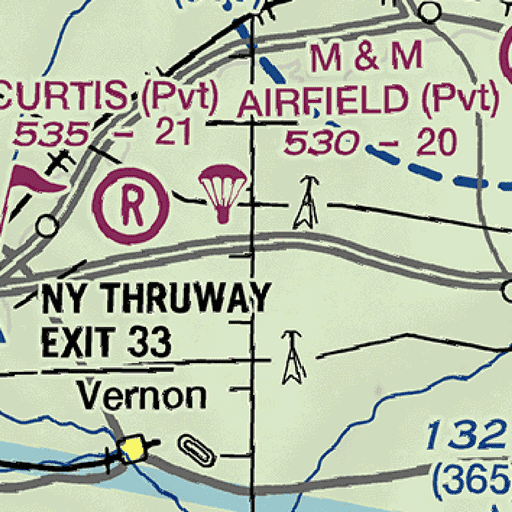 M & M
CURTIS (Pvt) AIRFIELD (Pvt)
535 - 21 530 - 20
R
NY THRUWAY
EXIT 33
Vernon
132
(365